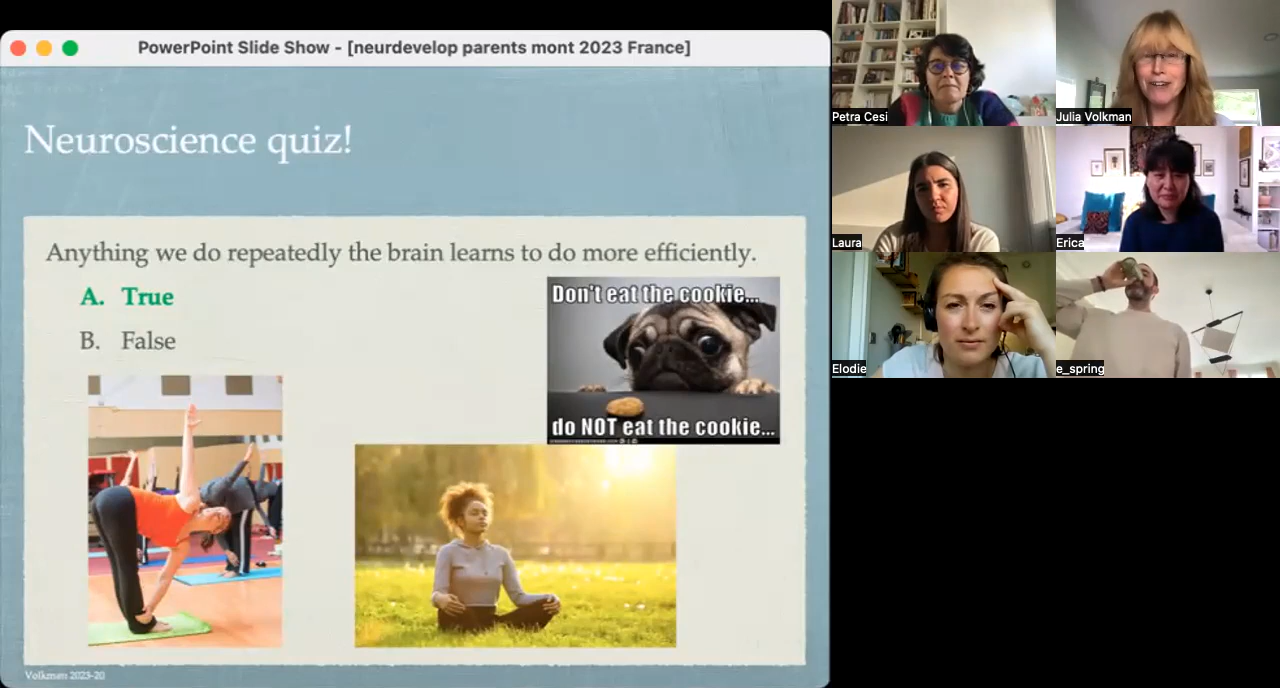 PowerPoint Slide Show - [neurdevelop parents mont 2023 France]
Neuroscience quiz!
Anything we do repeatedly the brain learns to do more efficiently.
A. True
B. False
Don't eat the cookie...
do NOT eat the cookie...
Volkman 2023-20
Petra Cesi
Julia Volkman
Laura
Erica
Elodie
e_spring